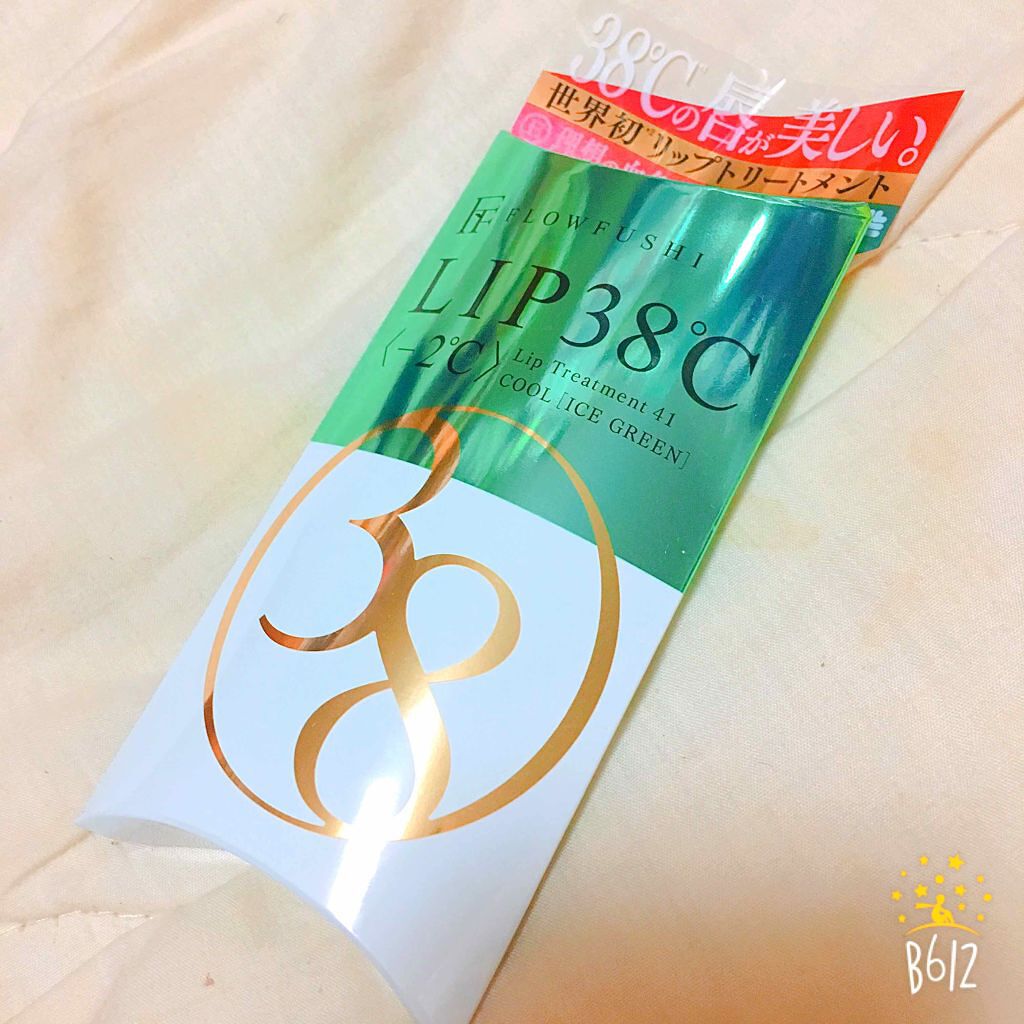 38℃の唇が美しい。
世界初 リップトリートメント
FLOWFUSHI
LIP38℃
〈-2℃〉
Lip Treatment 41
COOL [ICE GREEN]
38
B612